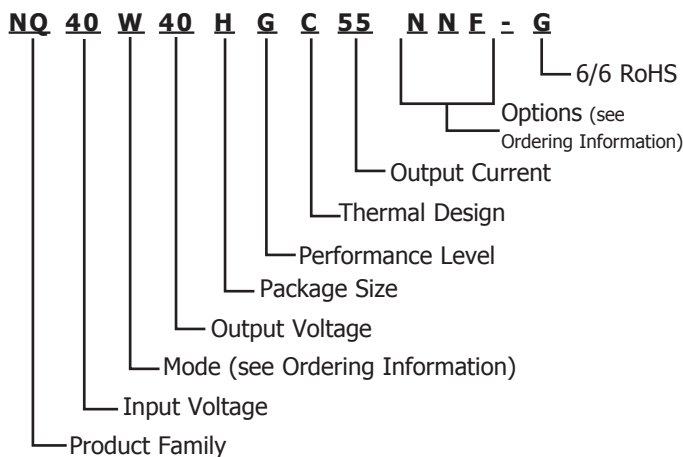 NQ 40 W 40 H G C 55 N N F - G
6/6 RoHS
Options (see
Ordering Information)
Output Current
Thermal Design
Performance Level
Package Size
Output Voltage
Mode (see Ordering Information)
Input Voltage
Product Family